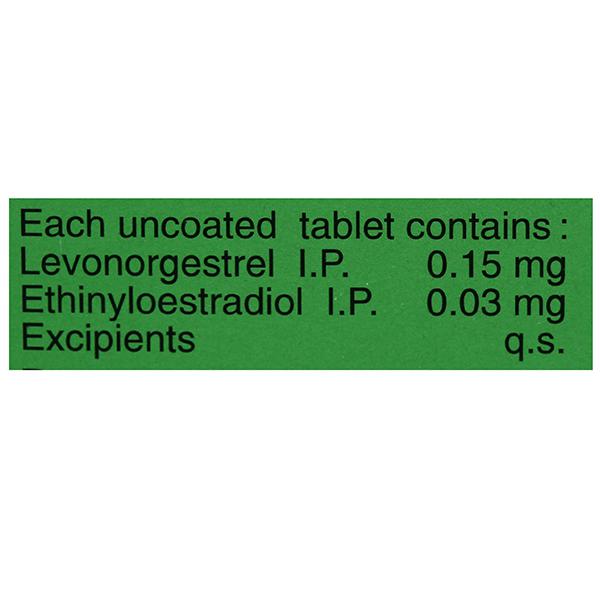 Each uncoated tablet contains :
Levonorgestrel I.P. 0.15 mg
Ethinyloestradiol I.P. 0.03 mg
Excipients q.s.